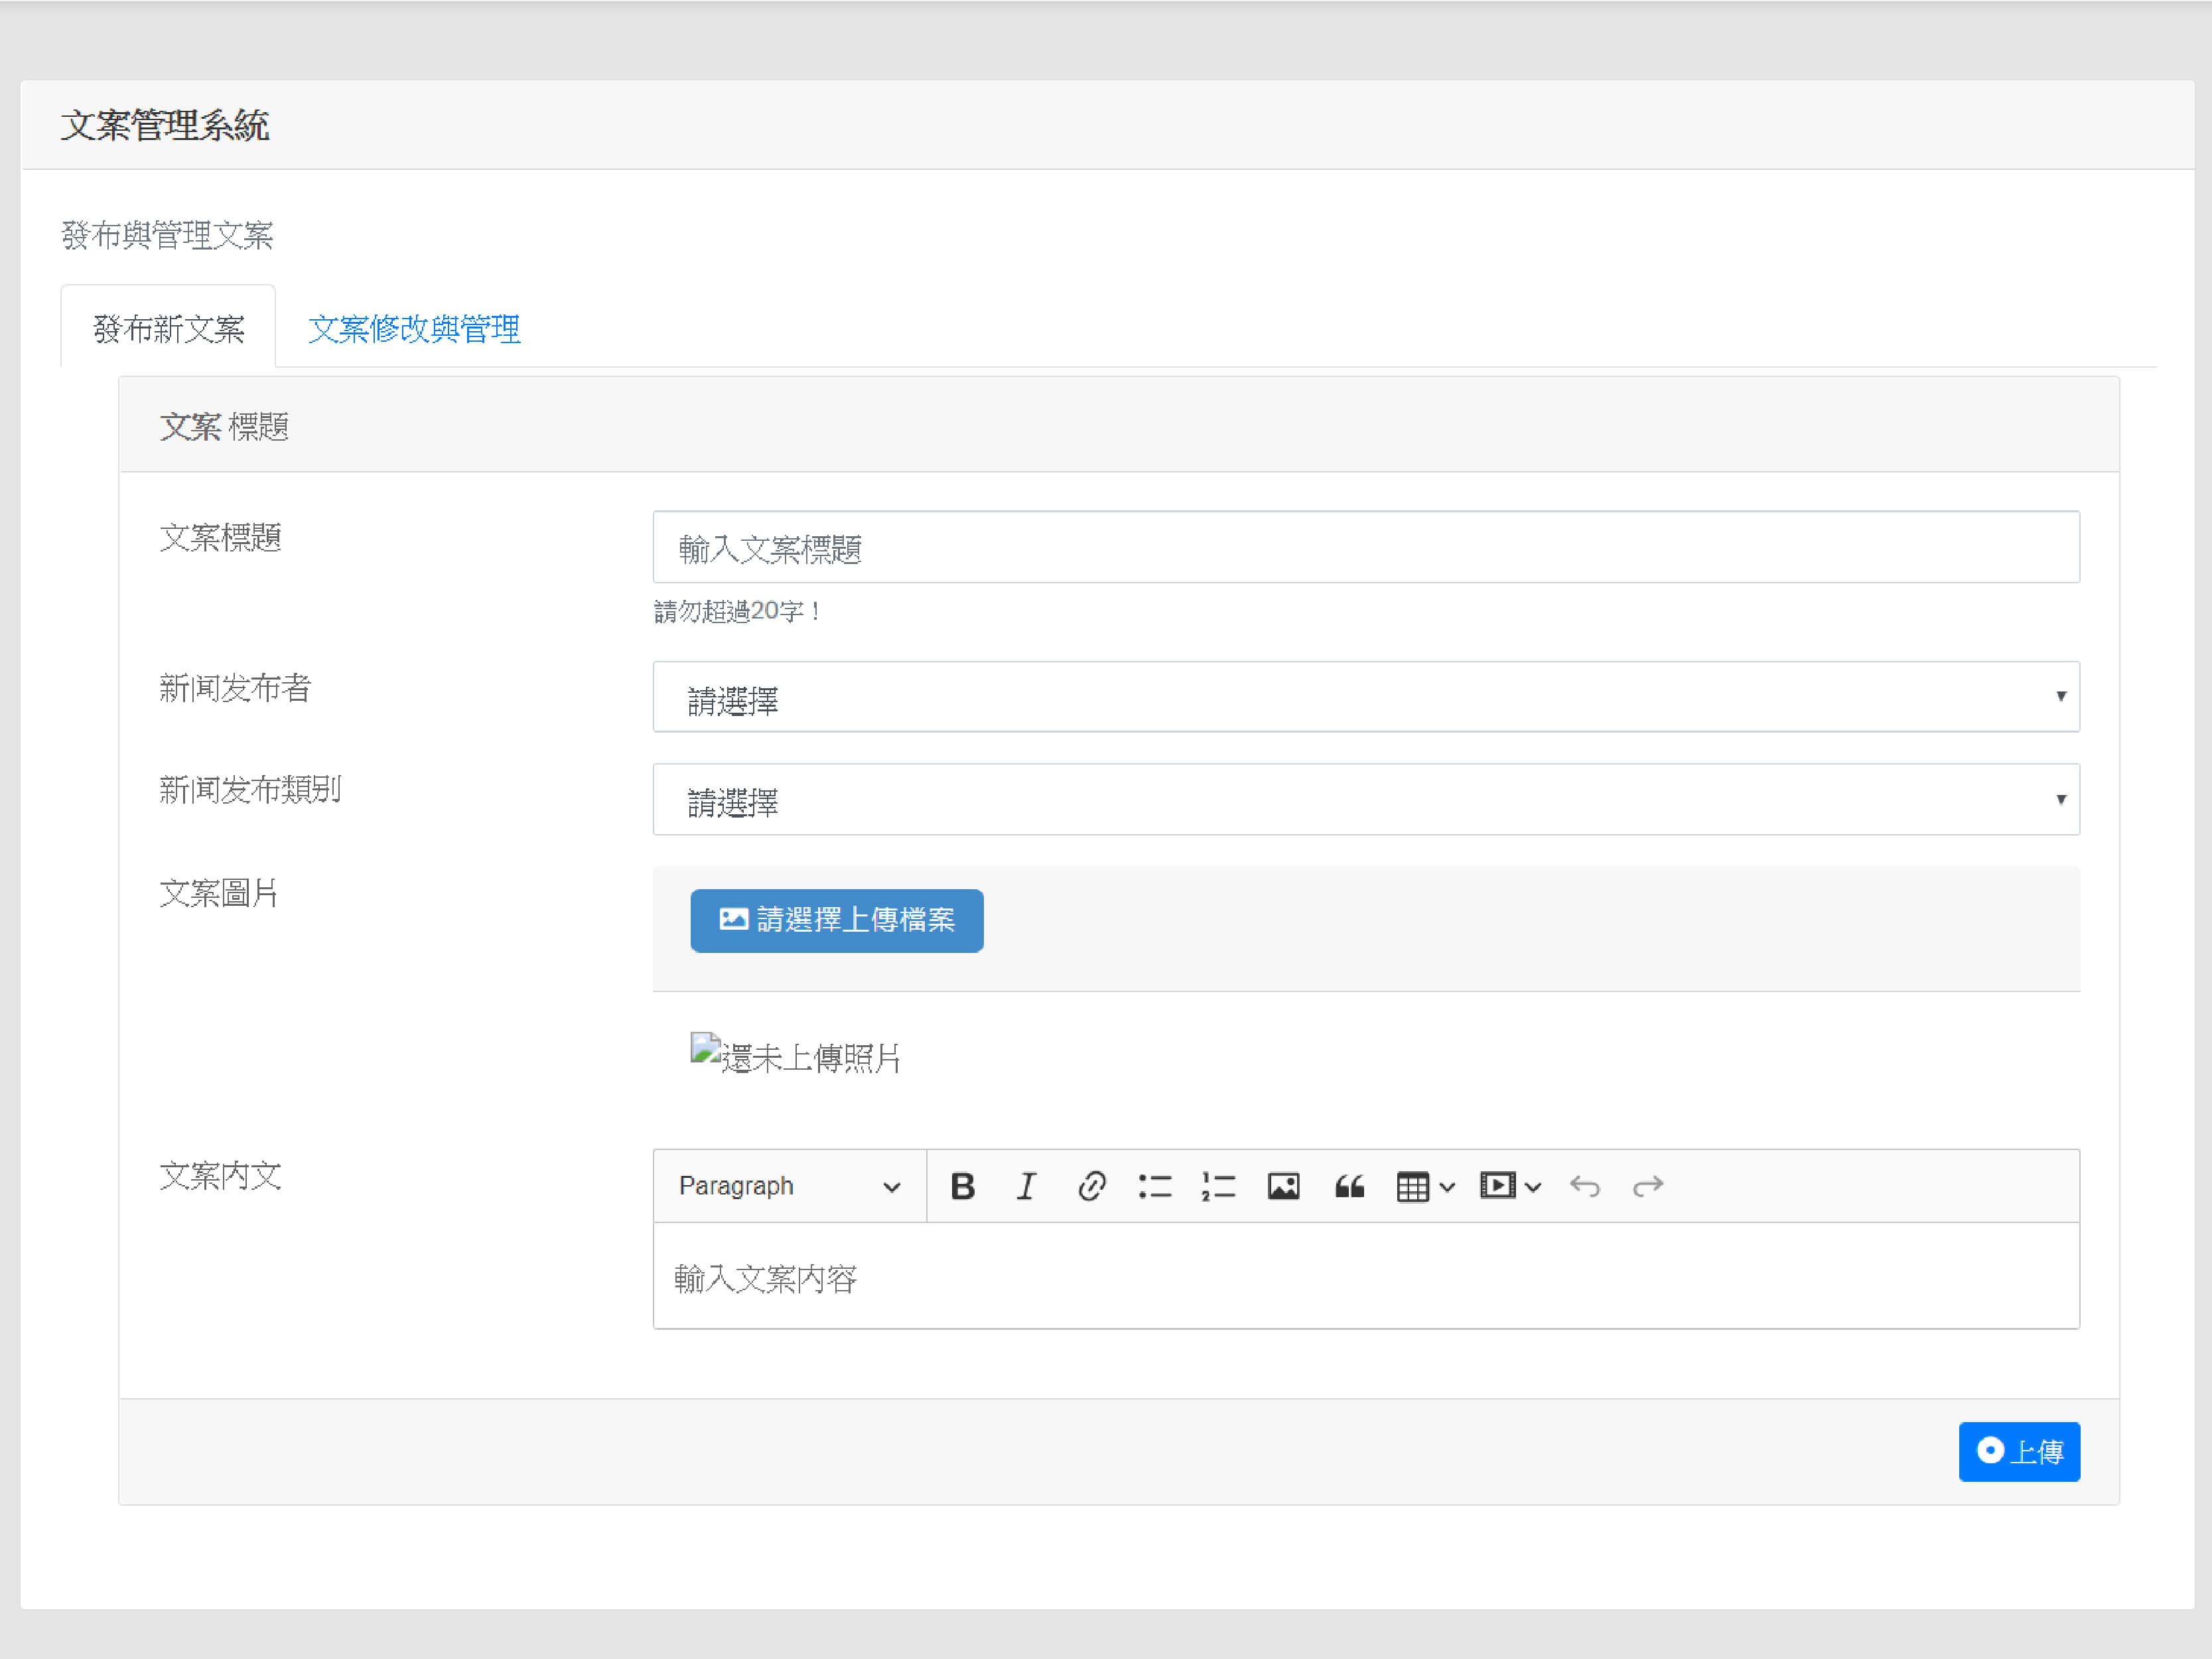 文案管理系統
發布與管理文案
發布新文案 文案修改與管理
文案 標題
文案標題
輸入文案標題
請勿超過20字！
新闻发布者
請選擇
新闻发布類別
請選擇
文案圖片
請選擇上傳檔案
還未上傳照片
文案內文
Paragraph
輸入文案內容
上傳